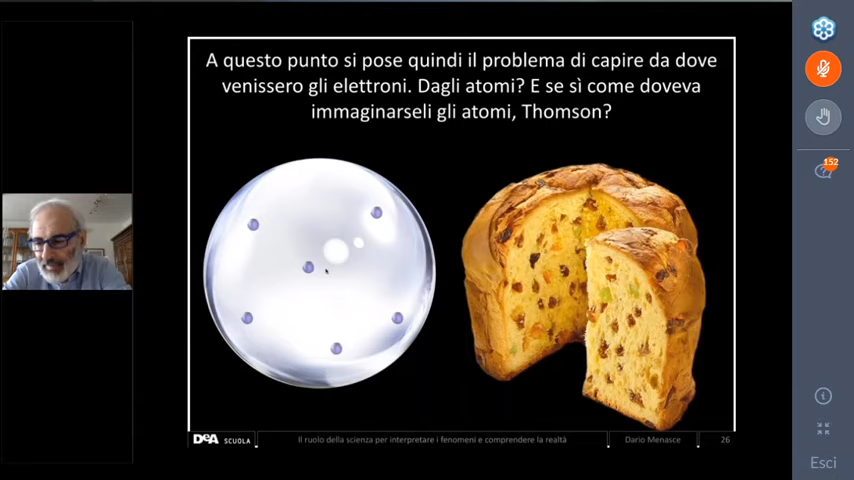 A questo punto si pose quindi il problema di capire da dove
venissero gli elettroni. Dagli atomi? E se sì come doveva
immaginarseli gli atomi, Thomson?
152
DeA SCUOLA
Il ruolo della scienza per interpretare i fenomeni e comprendere la realtà
Dario Menasce
26
Esci